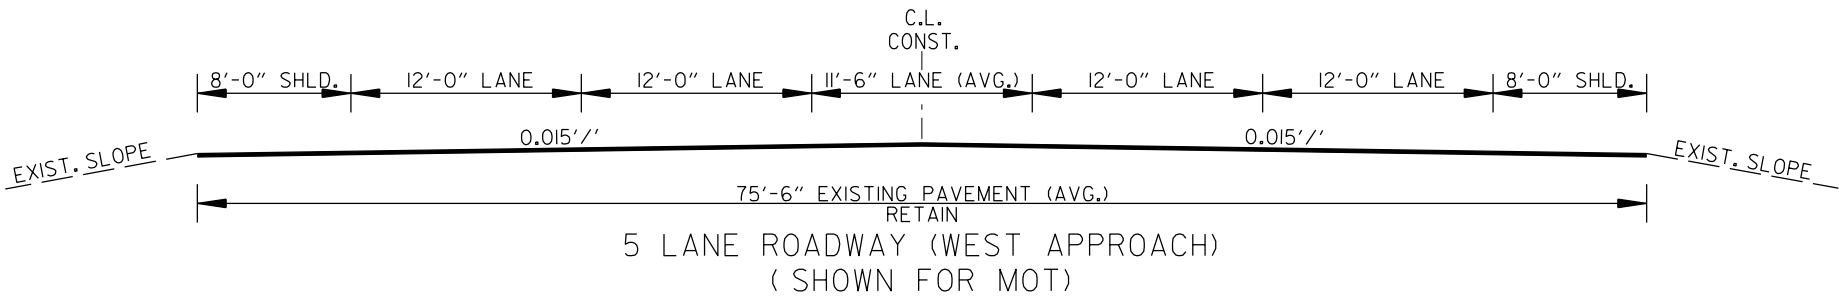 C.L.
CONST.
8'-0" SHLD. 12'-0" LANE 12'-0" LANE 11'-6" LANE (AVG.) 12'-0" LANE 12'-0" LANE 8'-0" SHLD.
0.015'/' 0.015'/'
EXIST. SLOPE EXIST. SLOPE
75'-6" EXISTING PAVEMENT (AVG.)
RETAIN
5 LANE ROADWAY (WEST APPROACH)
( SHOWN FOR MOT)